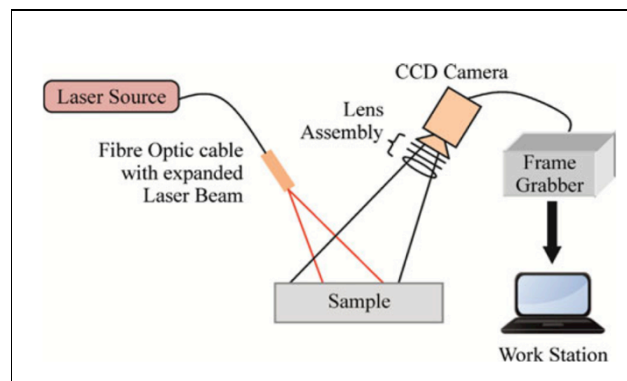 Laser Source
Fibre Optic cable
with expanded
Laser Beam
CCD Camera
Lens
Assembly
Frame
Grabber
Sample
Work Station